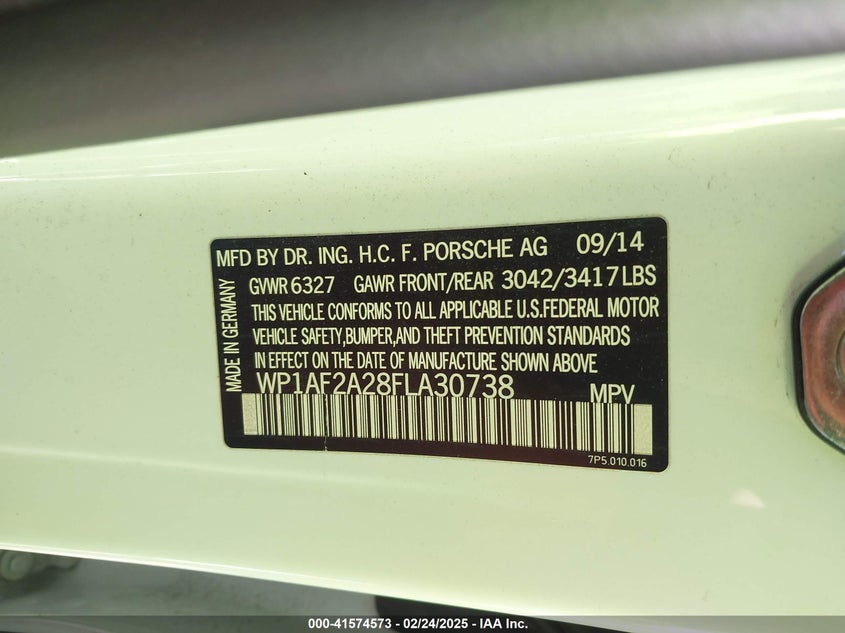 MFD BY DR. ING. H.C. F. PORSCHE AG 09/14
GVWR 6327 GAWR FRONT/REAR 3042/3417LBS
THIS VEHICLE CONFORMS TO ALL APPLICABLE U.S.FEDERAL MOTOR
VEHICLE SAFETY,BUMPER,AND THEFT PREVENTION STANDARDS
IN EFFECT ON THE DATE OF MANUFACTURE SHOWN ABOVE
WP1AF2A28FLA30738 MPV
MADE IN GERMANY
7P5.010.016
000-41574573 — 02/24/2025 — IAA Inc.